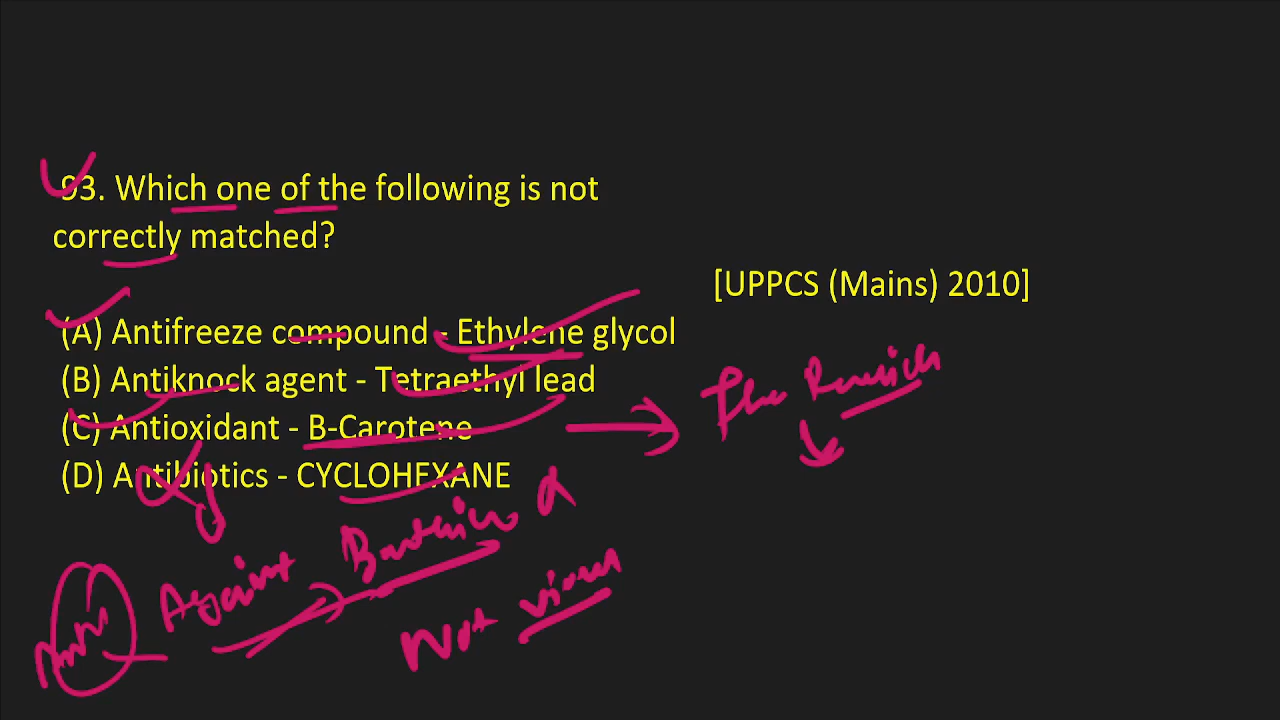 93. Which one of the following is not
correctly matched?
[UPPCS (Mains) 2010]
(A) Antifreeze compound - Ethylene glycol
(B) Antiknock agent - Tetraethyl lead
(C) Antioxidant - B-Carotene
(D) Antibiotics - CYCLOHEXANE
Against
Not virus